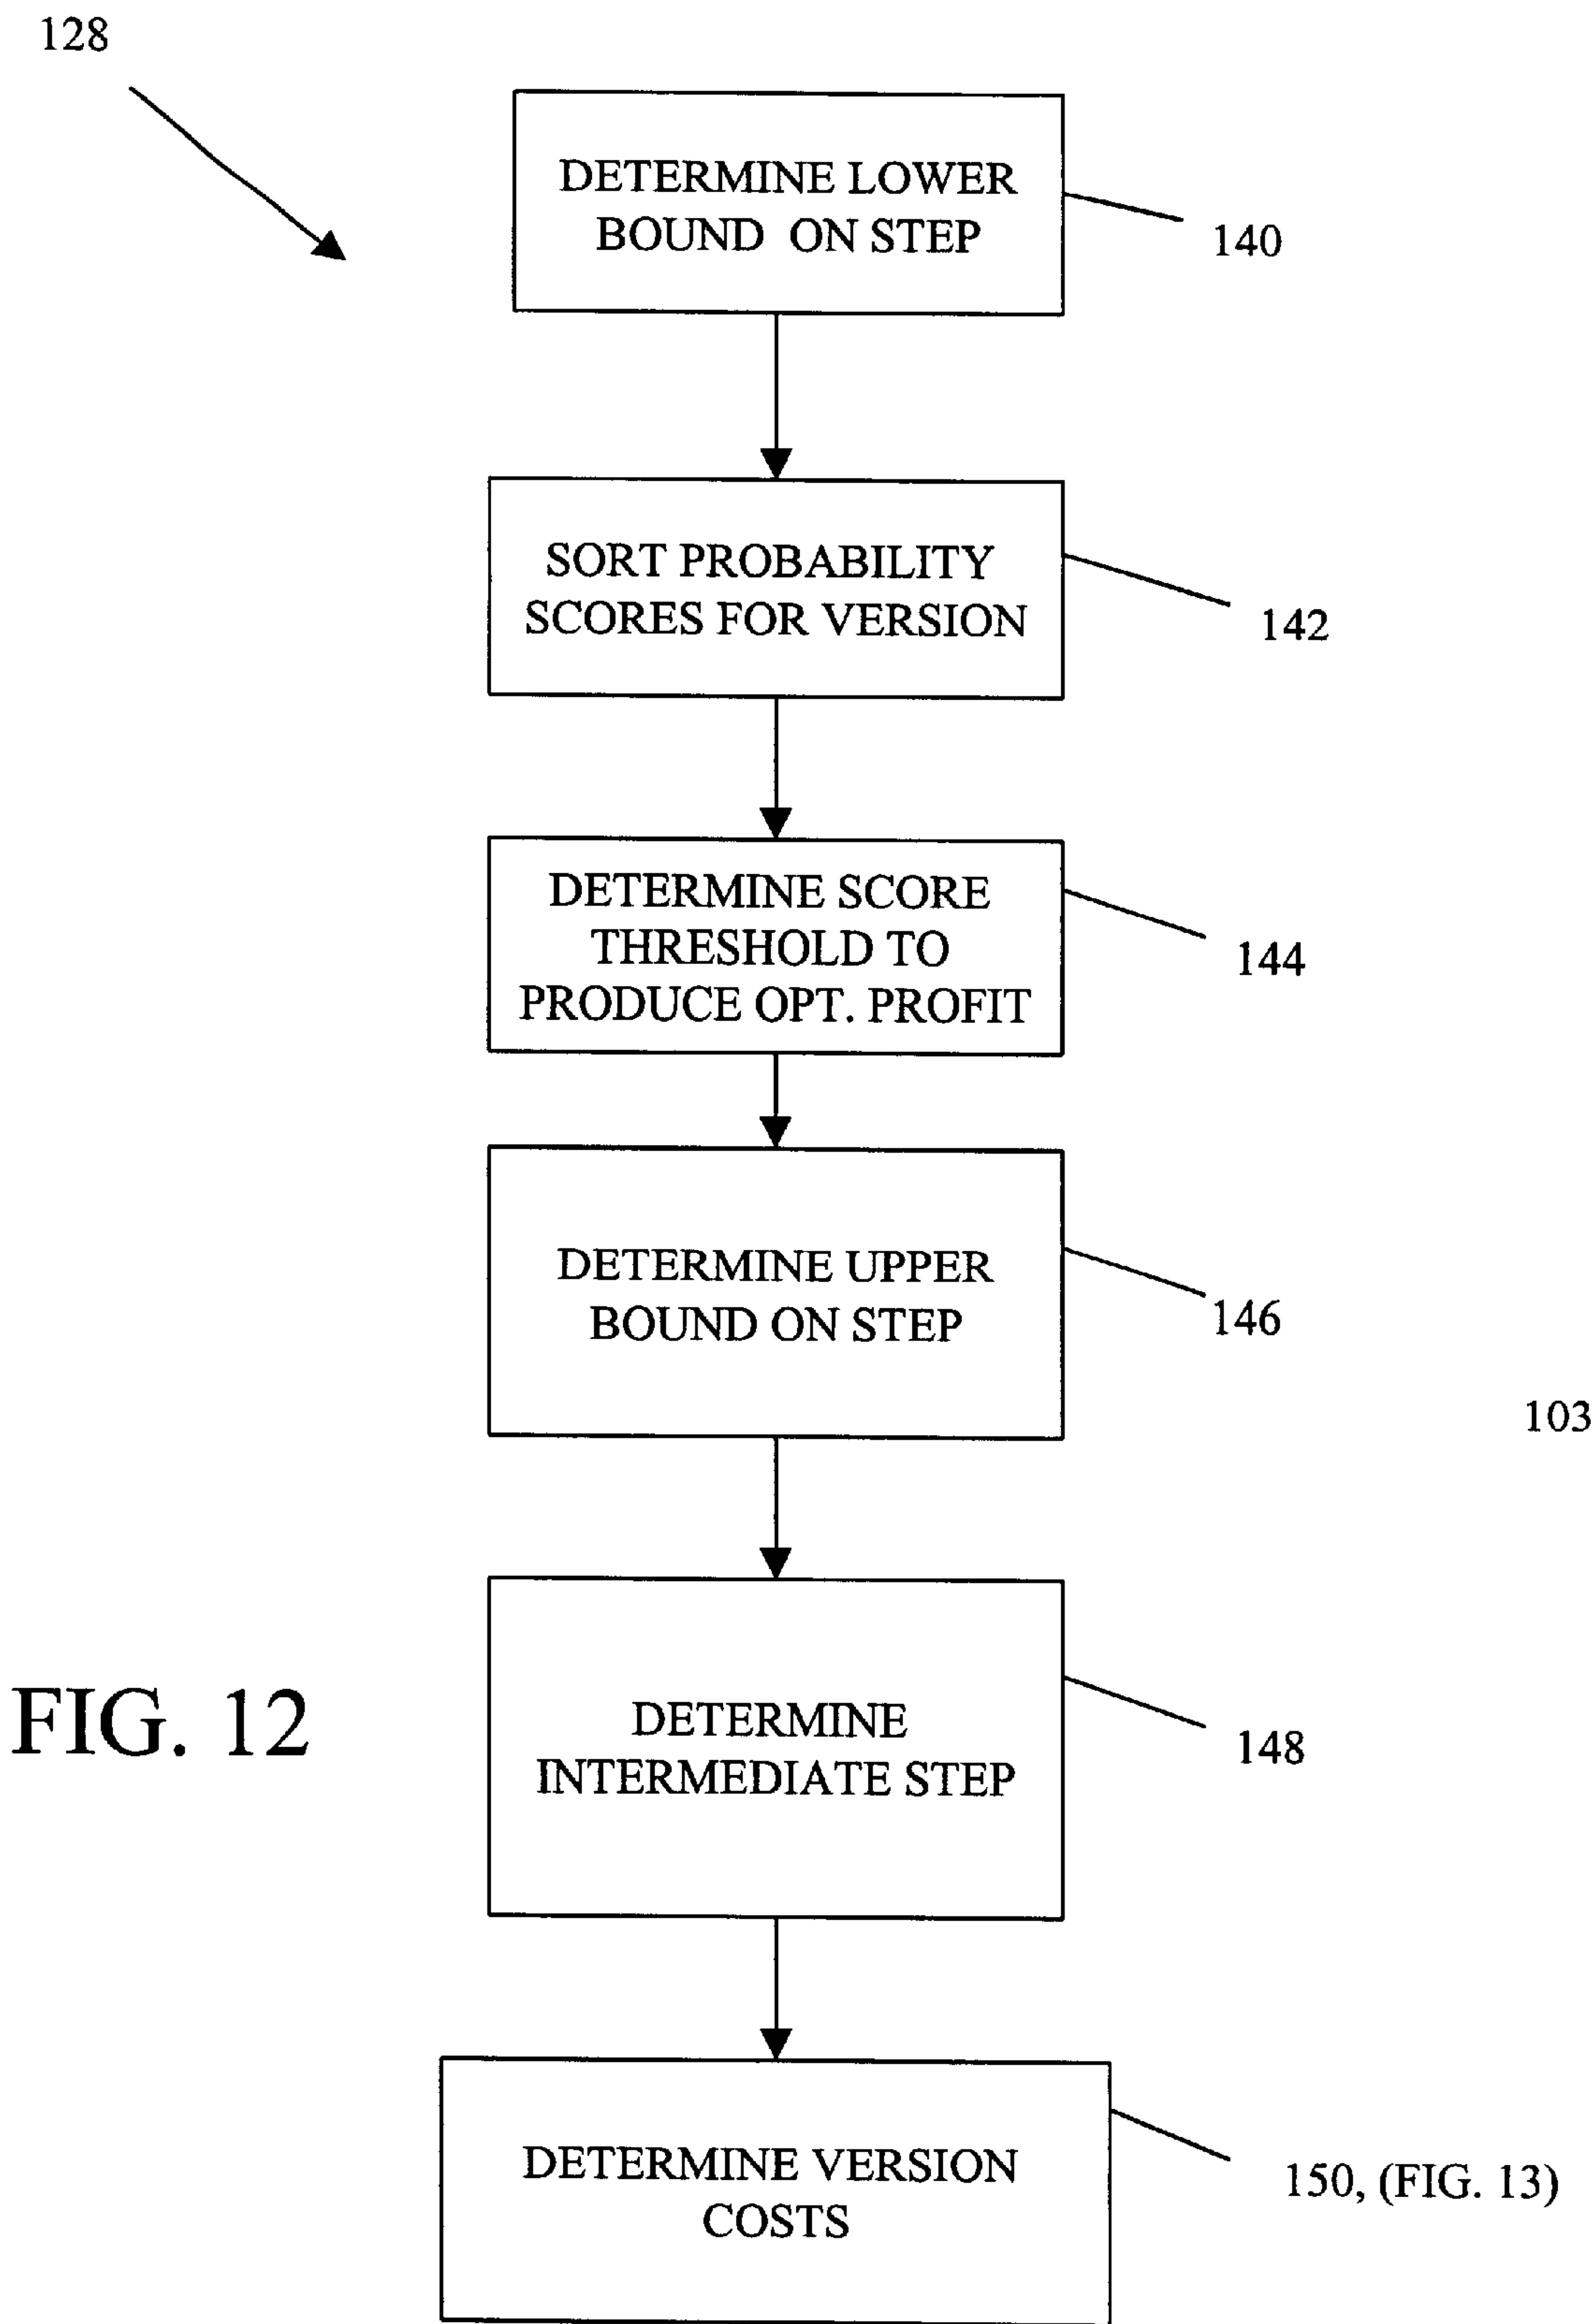 128
DETERMINE LOWER
BOUND ON STEP
140
SORT PROBABILITY
SCORES FOR VERSION
142
DETERMINE SCORE
THRESHOLD TO
PRODUCE OPT. PROFIT
144
DETERMINE UPPER
BOUND ON STEP
146
103
DETERMINE
INTERMEDIATE STEP
148
FIG. 12
DETERMINE VERSION
COSTS
150, (FIG. 13)